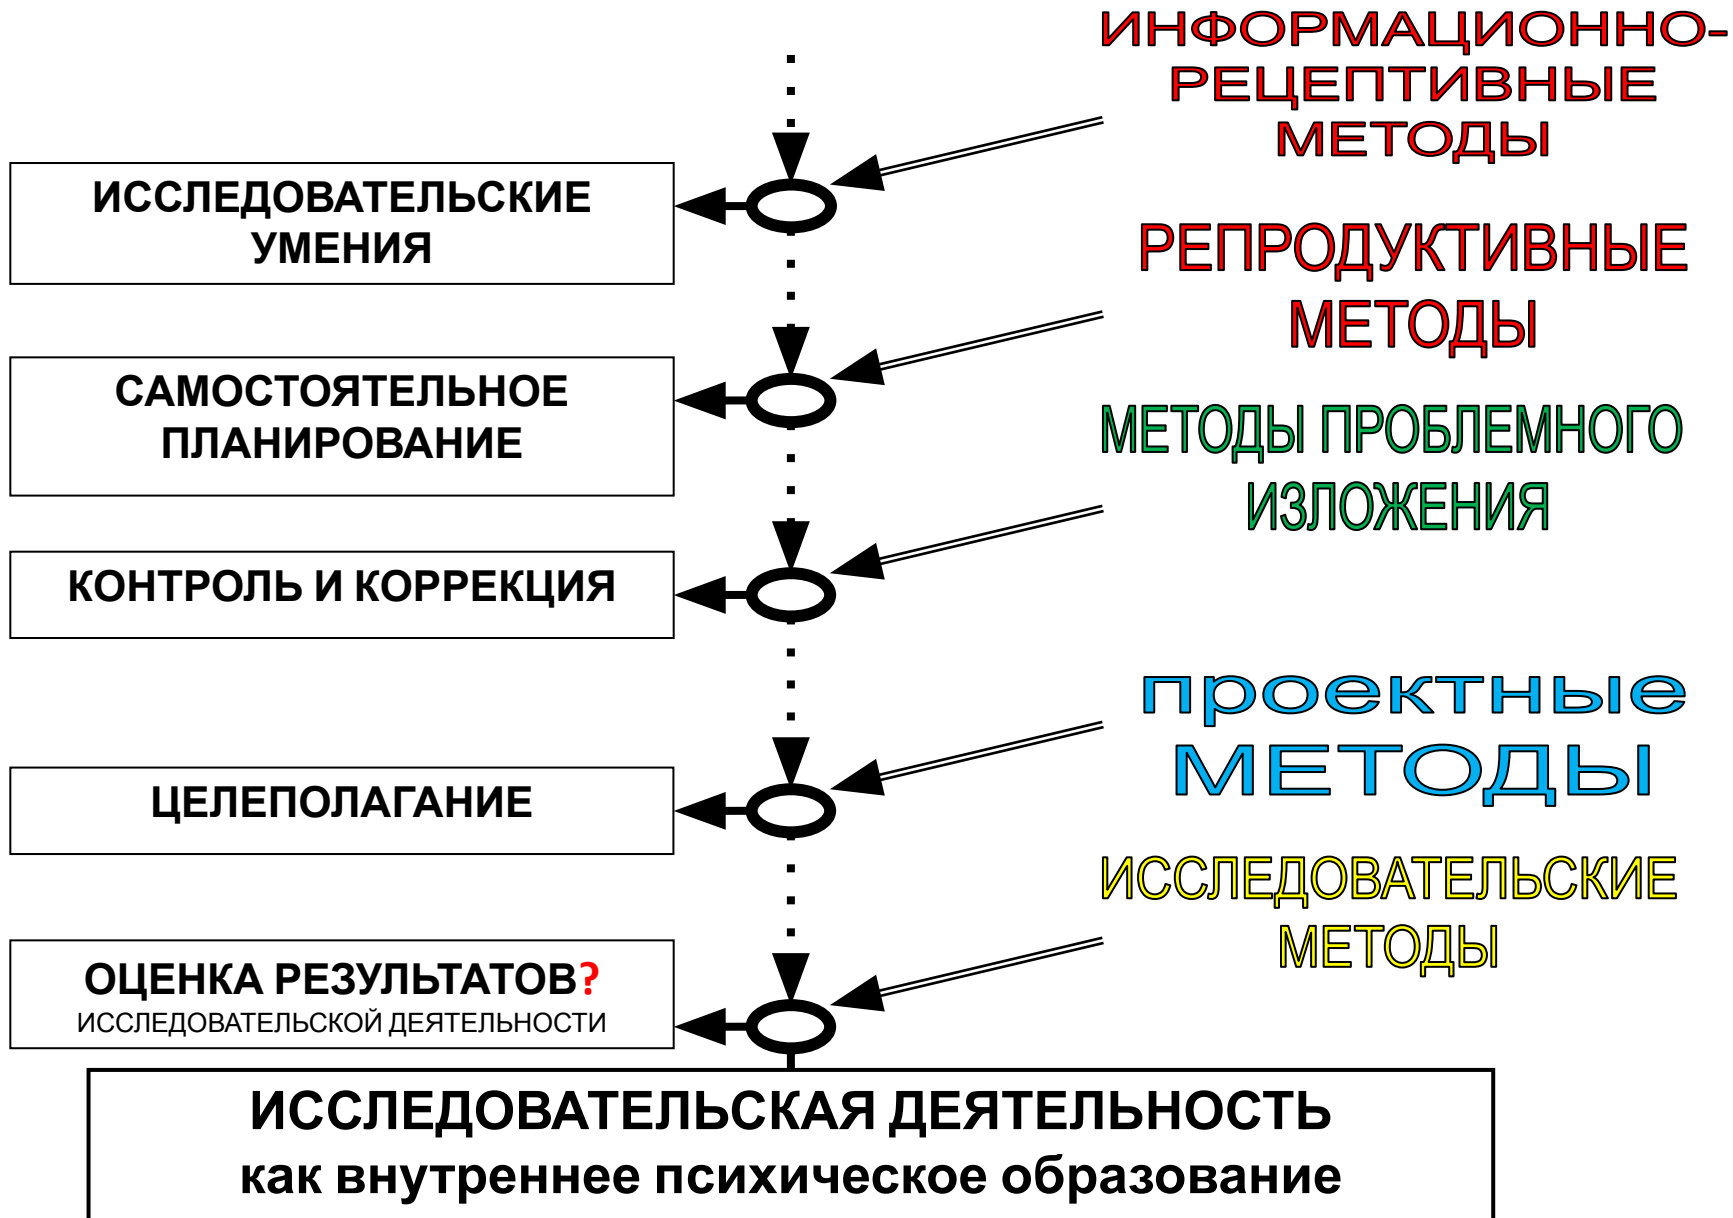 ИНФОРМАЦИОННО-
РЕЦЕПТИВНЫЕ
МЕТОДЫ
ИССЛЕДОВАТЕЛЬСКИЕ
УМЕНИЯ
РЕПРОДУКТИВНЫЕ
МЕТОДЫ
САМОСТОЯТЕЛЬНОЕ
ПЛАНИРОВАНИЕ
МЕТОДЫ ПРОБЛЕМНОГО
ИЗЛОЖЕНИЯ
КОНТРОЛЬ И КОРРЕКЦИЯ
проектные
МЕТОДЫ
ЦЕЛЕПОЛАГАНИЕ
ИССЛЕДОВАТЕЛЬСКИЕ
МЕТОДЫ
ОЦЕНКА РЕЗУЛЬТАТОВ?
ИССЛЕДОВАТЕЛЬСКОЙ ДЕЯТЕЛЬНОСТИ
ИССЛЕДОВАТЕЛЬСКАЯ ДЕЯТЕЛЬНОСТЬ
как внутреннее психическое образование